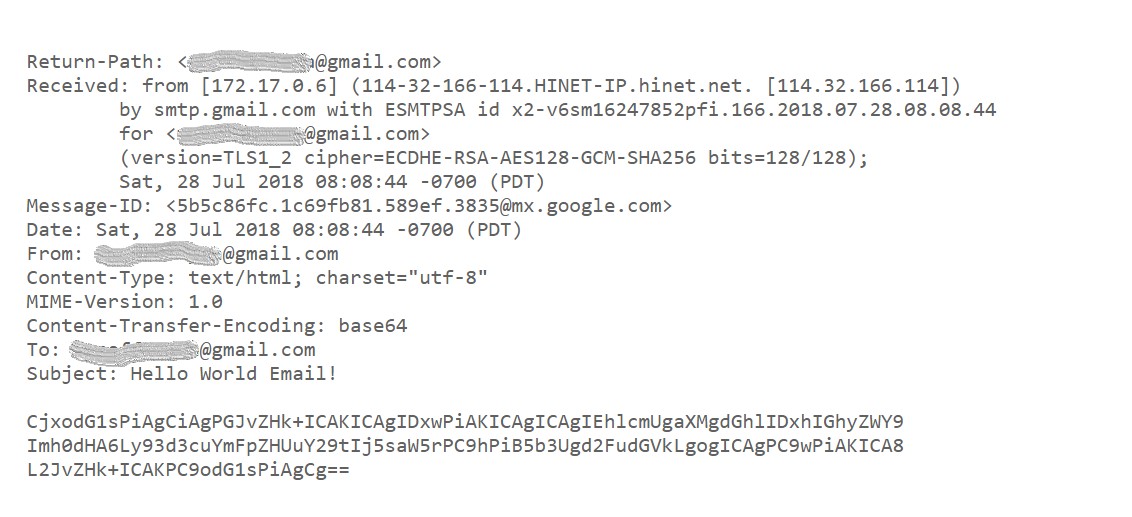 Return-Path: < @gmail.com>
Received: from [172.17.0.6] (114-32-166-114.HINET-IP.hinet.net. [114.32.166.114])
by smtp.gmail.com with ESMTPSA id x2-v6sm16247852pfi.166.2018.07.28.08.08.44
for < @gmail.com>
(version=TLS1_2 cipher=ECDHE-RSA-AES128-GCM-SHA256 bits=128/128);
Sat, 28 Jul 2018 08:08:44 -0700 (PDT)
Message-ID: <5b5c86fc.1c69fb81.589ef.3835@mx.google.com>
Date: Sat, 28 Jul 2018 08:08:44 -0700 (PDT)
From: @gmail.com
Content-Type: text/html; charset="utf-8"
MIME-Version: 1.0
Content-Transfer-Encoding: base64
To: @gmail.com
Subject: Hello World Email!
CjxodG1sPiAgCiAgPGJvZHk+ICAKICAgIDxwPiAKICAgICAgIEhlcmUgaXMgdGhlIDxhIGhyZWY9
Imh0dHA6Ly93d3cuYmFpZHUuY29tIj5saW5rPC9hPiB5b3Ugd2FudGVkLgogICAgPC9wPiAKICA8
L2JvZHk+ICAKPC9odG1sPiAgCg==